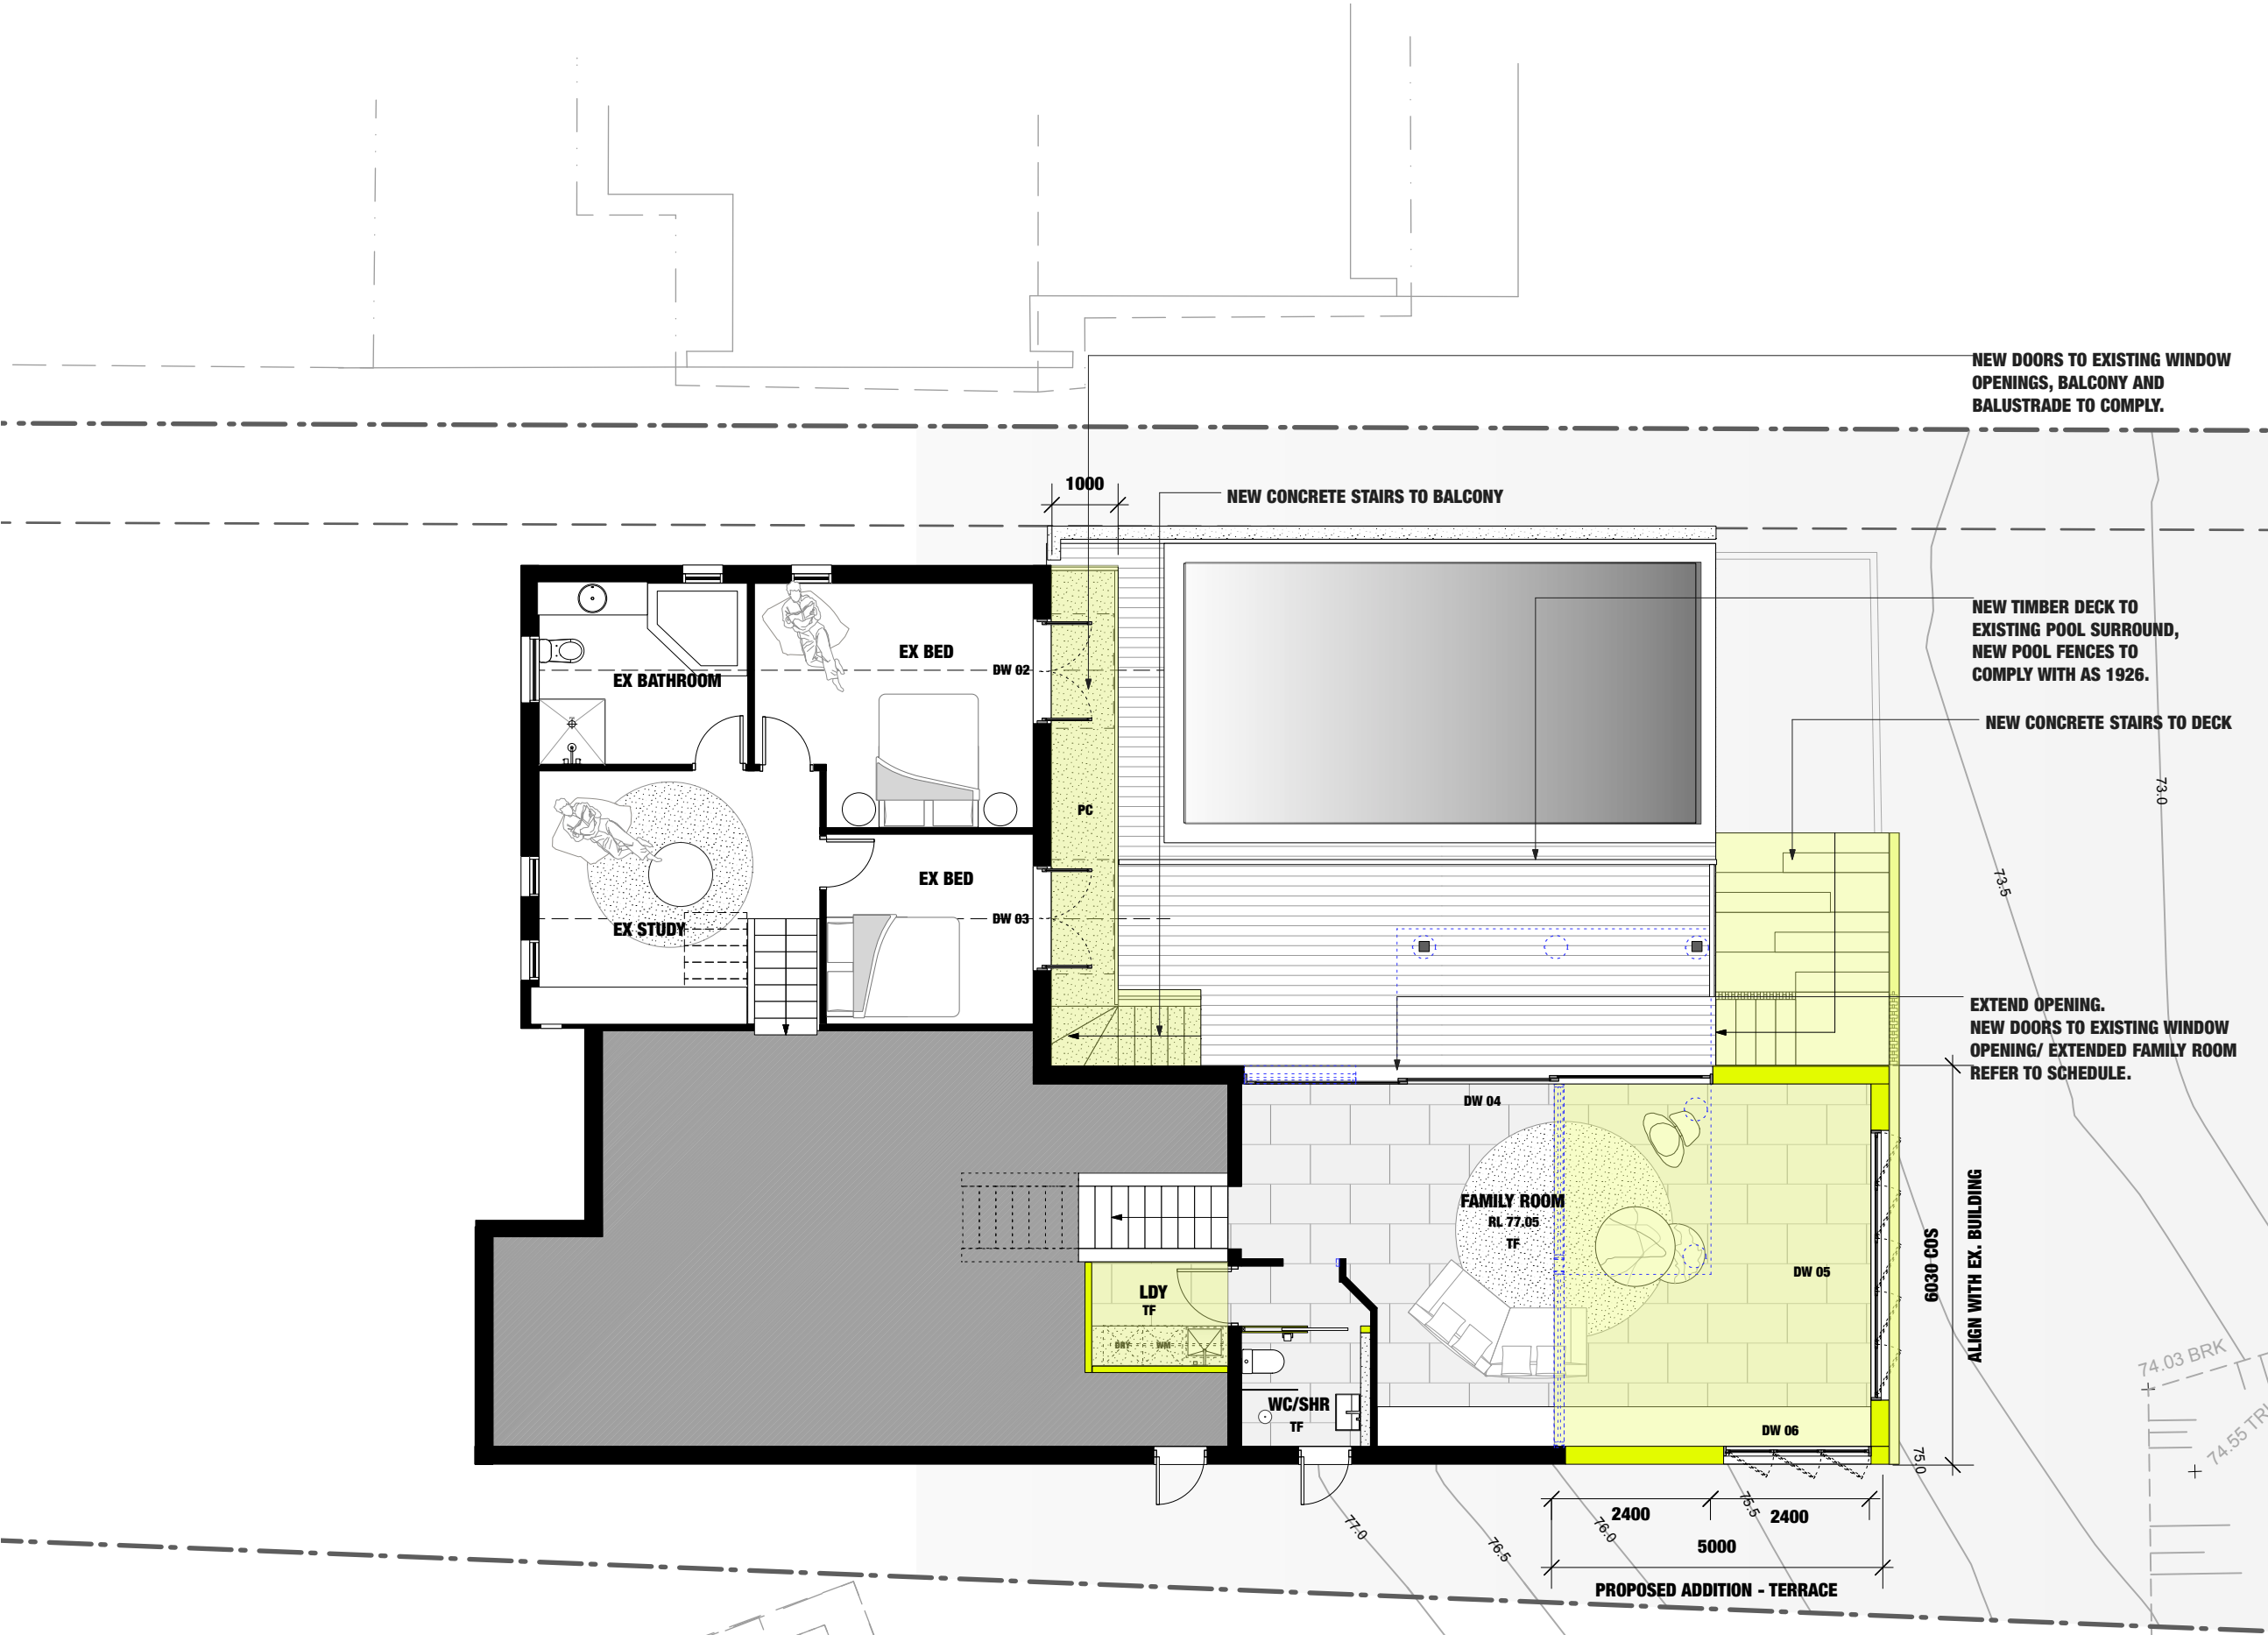 NEW DOORS TO EXISTING WINDOW
OPENINGS, BALCONY AND
BALUSTRADE TO COMPLY.
1000
NEW CONCRETE STAIRS TO BALCONY
NEW TIMBER DECK TO
EXISTING POOL SURROUND,
NEW POOL FENCES TO
COMPLY WITH AS 1926.
EX BED
DW 02
EX BATHROOM
NEW CONCRETE STAIRS TO DECK
73.0
PC
EX BED
73.5
DW 03
EX STUDY
EXTEND OPENING.
NEW DOORS TO EXISTING WINDOW
OPENING/ EXTENDED FAMILY ROOM
REFER TO SCHEDULE.
DW 04
FAMILY ROOM
RL 77.05
TF
DW 05
6030 COS
ALIGN WITH EX. BUILDING
LDY
TF
DRY
WM
74.03 BRK
WC/SHR
TF
DW 06
74.55
75.0
77.0
76.5
76.0
75.5
2400
2400
5000
PROPOSED ADDITION - TERRACE